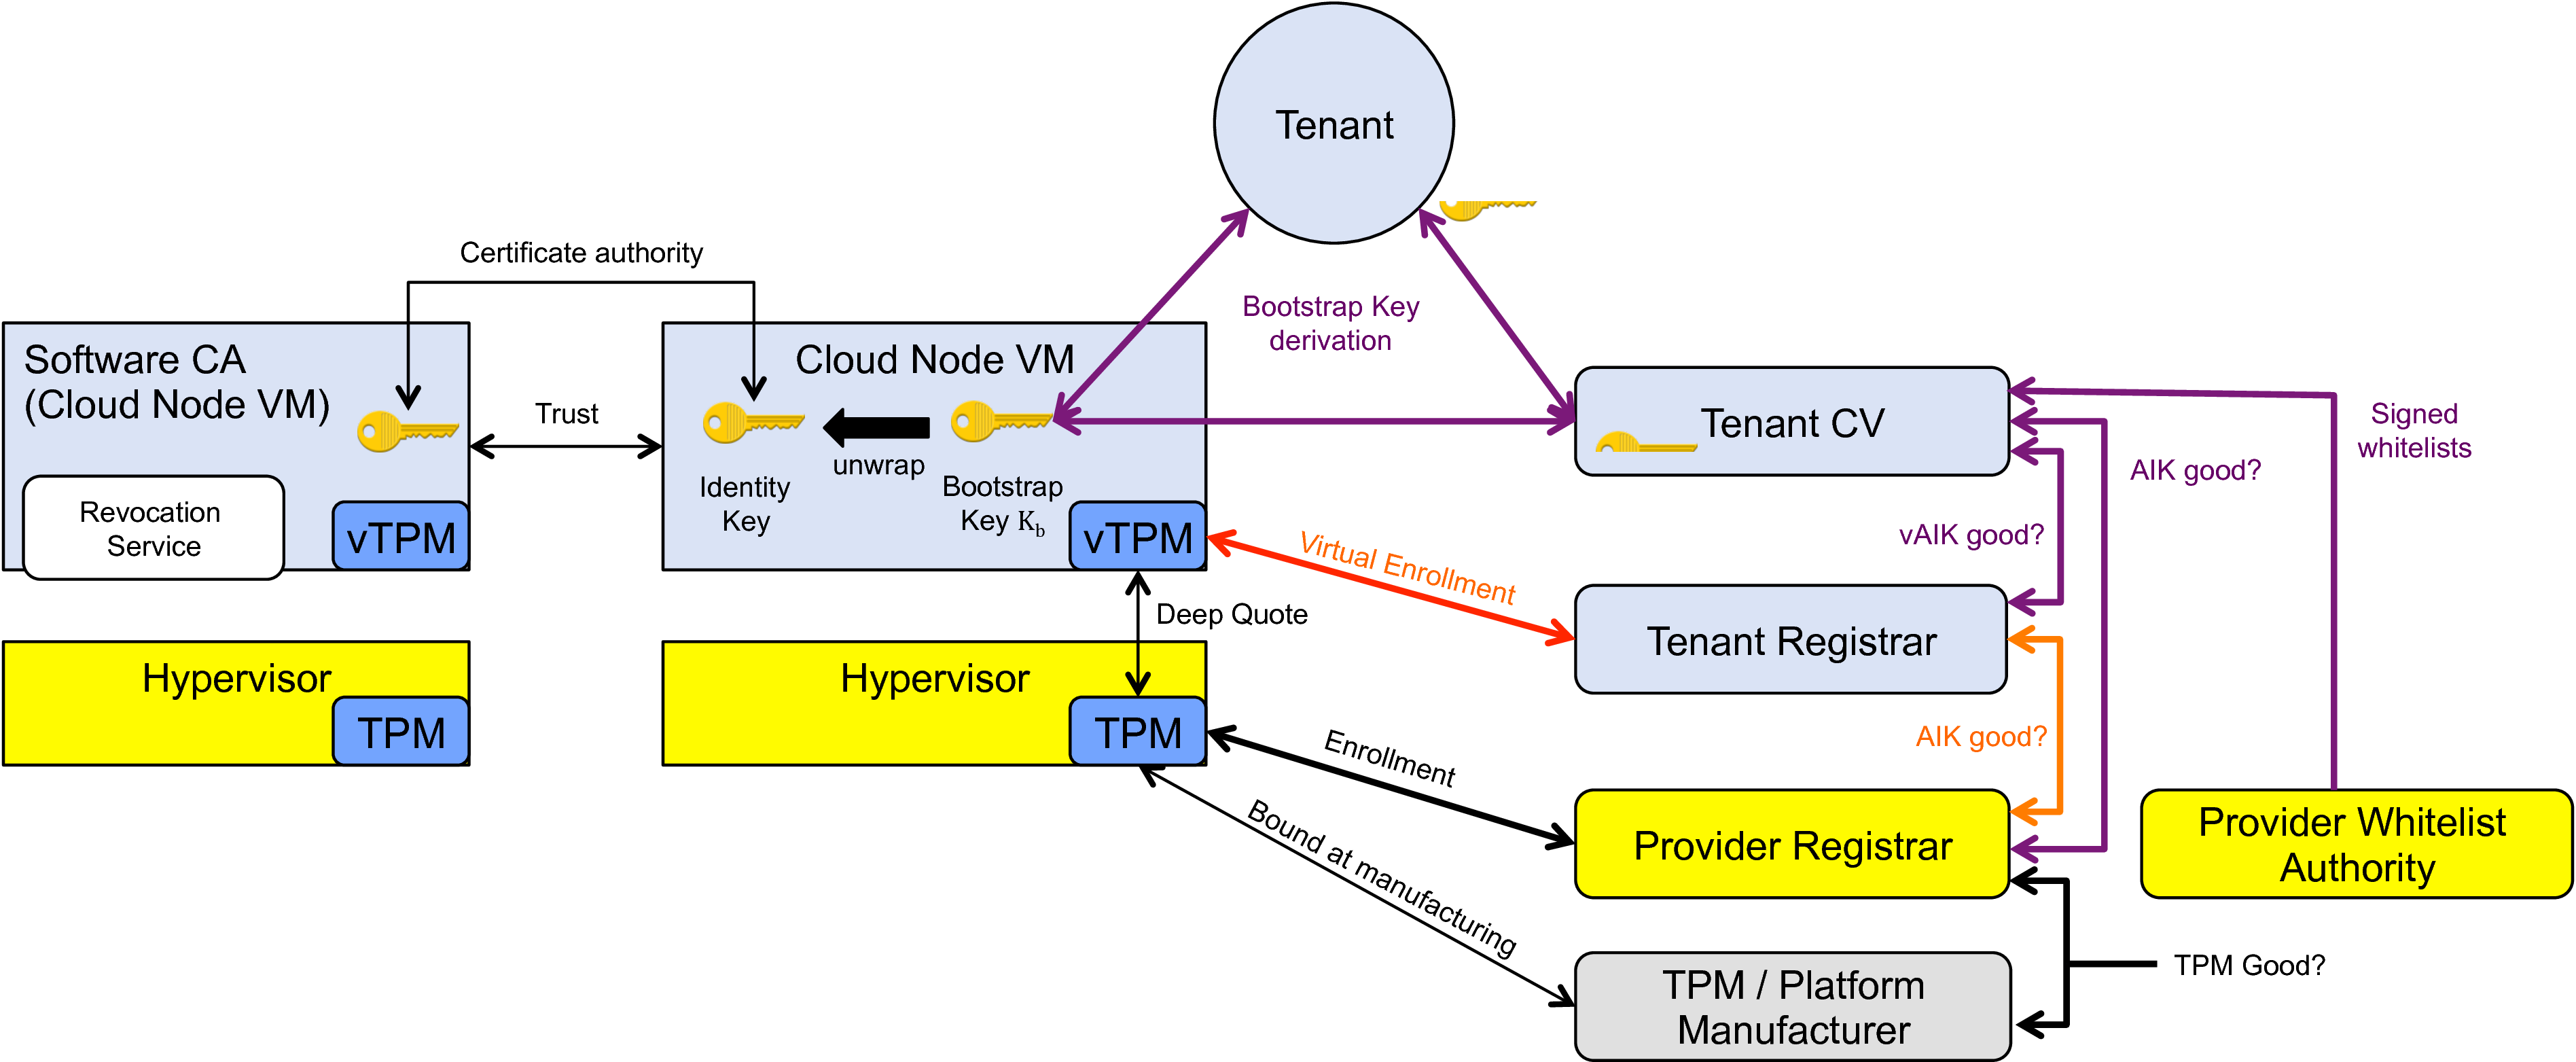 Tenant
Certificate authority
Bootstrap Key
derivation
Software CA
(Cloud Node VM)
Trust
Cloud Node VM
unwrap
Identity
Key
Bootstrap
Key Kb
Revocation
Service
vTPM
vTPM
Tenant CV
Signed
whitelists
AIK good?
vAIK good?
Virtual Enrollment
Deep Quote
Tenant Registrar
Hypervisor
TPM
Hypervisor
TPM
AIK good?
Enrollment
Bound at manufacturing
Provider Registrar
Provider Whitelist
Authority
TPM Good?
TPM / Platform
Manufacturer